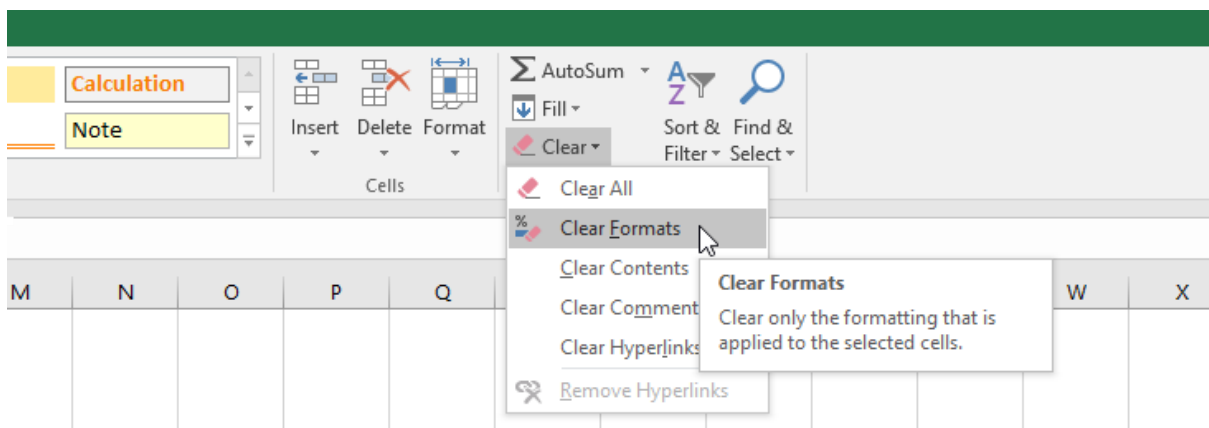 Calculation
Note
Insert
Delete
Format
Cells
AutoSum
Fill
Clear
Sort &
Filter
Find &
Select
Clear All
Clear Formats
Clear Contents
Clear Comment
Clear Hyperlinks
Remove Hyperlinks
Clear Formats
Clear only the formatting that is
applied to the selected cells.
M N O P Q W X